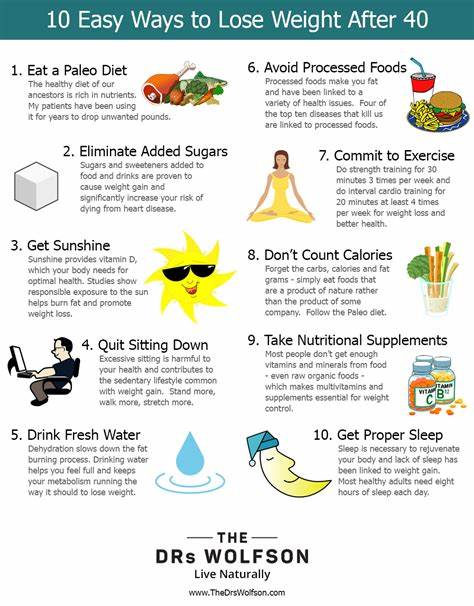 10 Easy Ways to Lose Weight After 40
1. Eat a Paleo Diet
The healthy diet of our
ancestors is rich in nutrients.
My patients have been using
it for years to drop unwanted pounds.
2. Eliminate Added Sugars
Sugars and sweeteners added to
food and drinks are proven to
cause weight gain and
significantly increase your risk of
dying from heart disease.
3. Get Sunshine
Sunshine provides vitamin D,
which your body needs for
optimal health. Studies show
responsible exposure to the sun
helps burn fat and promote
weight loss.
4. Quit Sitting Down
Excessive sitting is harmful to
your health and contributes to
the sedentary lifestyle common
with weight gain. Stand more,
walk more, stretch more.
5. Drink Fresh Water
Dehydration slows down the fat
burning process. Drinking water
helps you feel full and keeps
your metabolism running the
way it should to lose weight.
6. Avoid Processed Foods
Processed foods make you fat
and have been linked to a
variety of health issues. Four of
the top ten diseases that kill us
are linked to processed foods.
7. Commit to Exercise
Do strength training for 30
minutes 3 times per week and
do interval cardio training for
20 minutes at least 4 times
per week for weight loss and
better health.
8. Don't Count Calories
Forget the carbs, calories and fat
grams - simply eat foods that
are a product of nature rather
than the product of some
company. Follow the Paleo diet.
9. Take Nutritional Supplements
Most people don't get enough
vitamins and minerals from food
- even raw organic foods -
which makes multivitamins and
supplements essential for weight
control.
VITAMIN
C
VITAMIN
B12
10. Get Proper Sleep
Sleep is necessary to rejuvenate
your body and lack of sleep has
been linked to weight gain.
Most healthy adults need eight
hours of sleep each day.
THE
DRs WOLFSON
Live Naturally
www.TheDrsWolfson.com